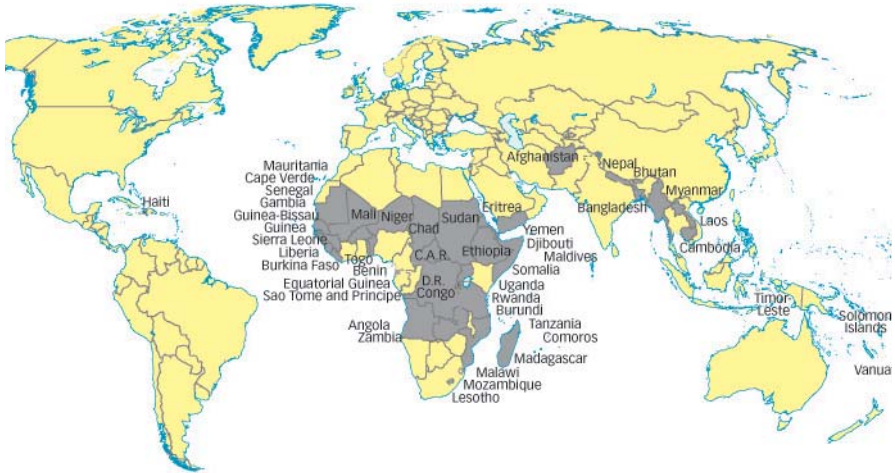 Haiti
Mauritania
Cape Verde
Senegal
Gambia
Guinea-Bissau
Guinea
Sierra Leone
Liberia
Burkina Faso
Togo
Benin
Equatorial Guinea
Sao Tome and Principe
Mali
Niger
Chad
Sudan
Eritrea
C.A.R.
Ethiopia
D.R.
Congo
Angola
Zambia
Yemen
Djibouti
Maldives
Somalia
Uganda
Rwanda
Burundi
Tanzania
Comoros
Madagascar
Malawi
Mozambique
Lesotho
Afghanistan
Nepal
Bhutan
Myanmar
Bangladesh
Laos
Cambodia
Timor-
Leste
Solomon
Islands
Vanua